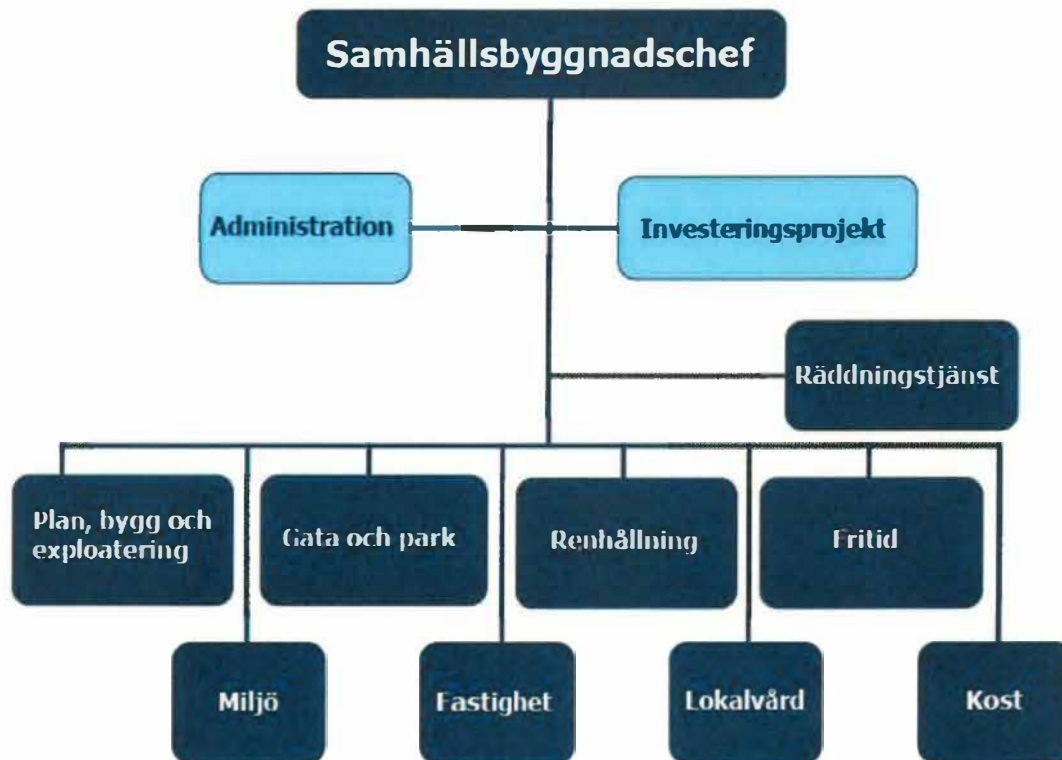 Samhällsbyggnadschef
Administration
Investeringsprojekt
Räddningstjänst
Plan, bygg och
exploatering
Gata och park
Renhållning
Fritid
Miljö
Fastighet
Lokalvård
Kost